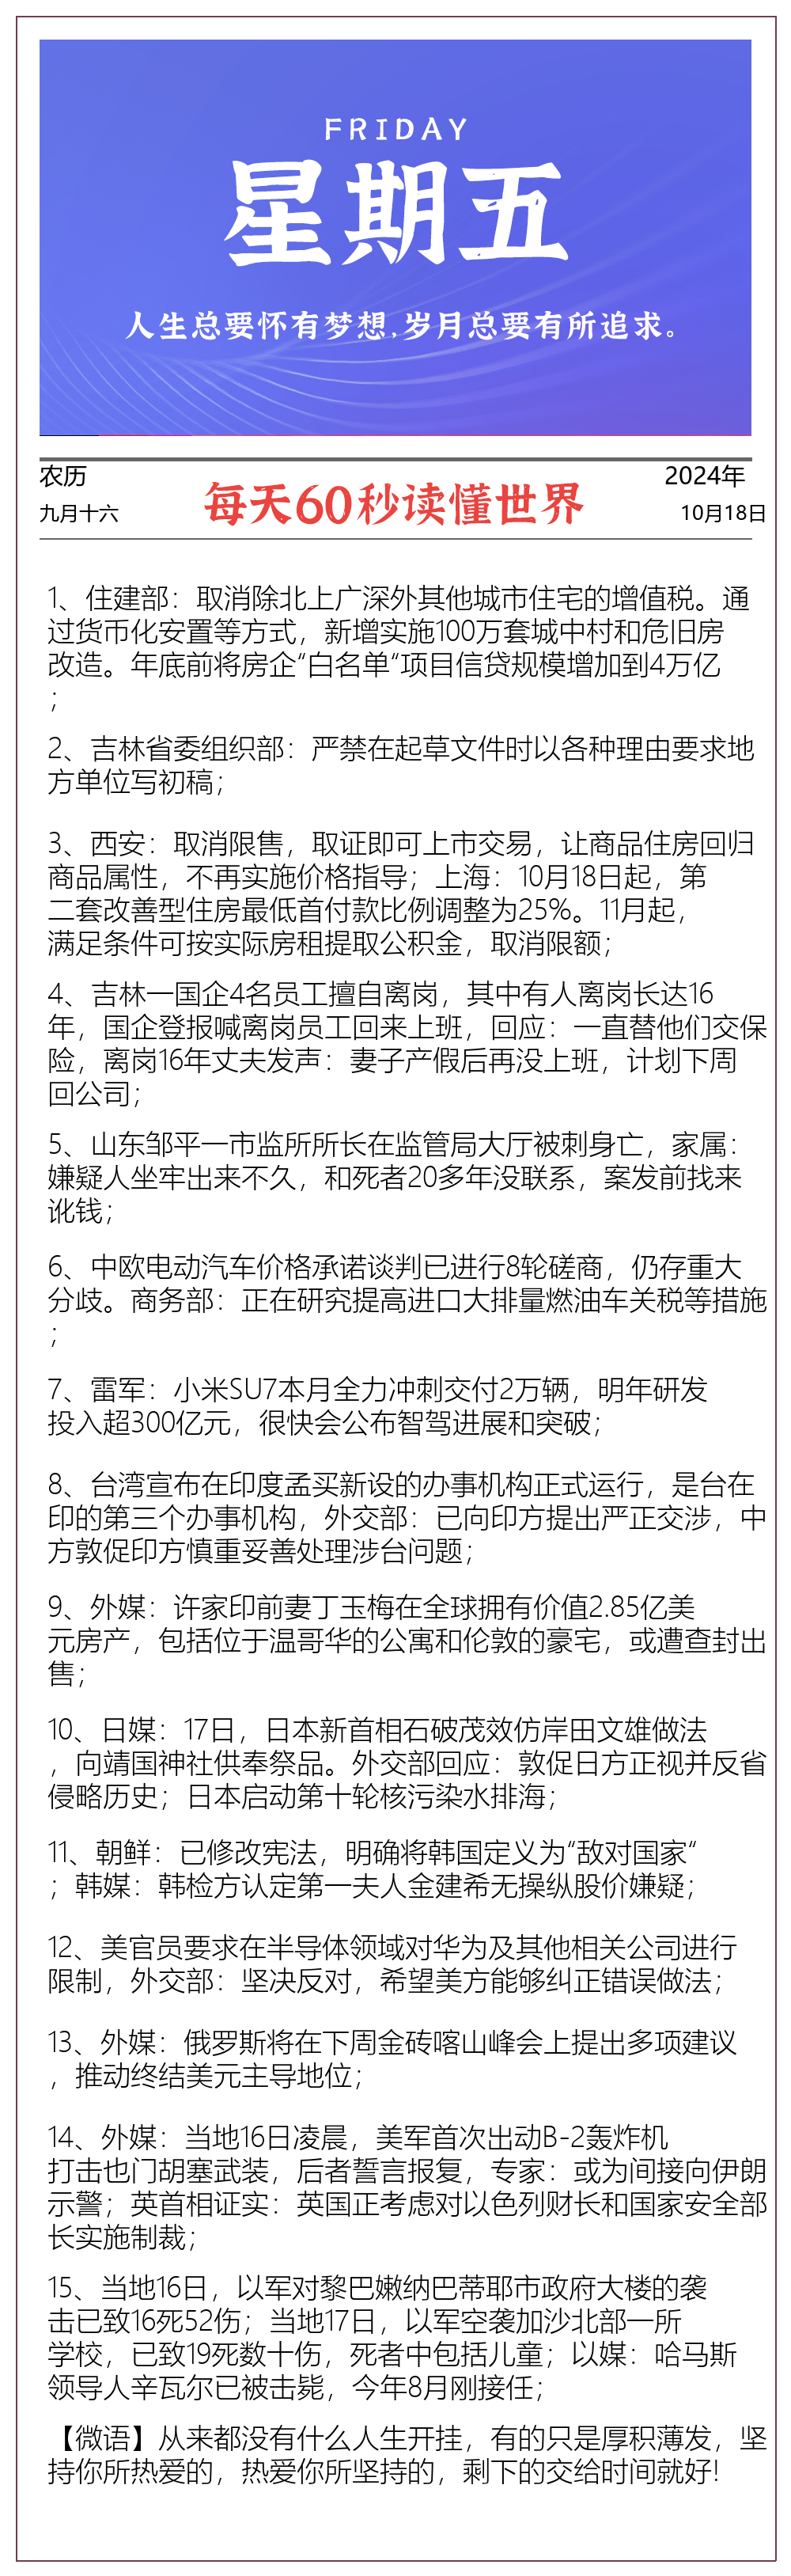 FRIDAY
星期五
人生总要怀有梦想,岁月总要有所追求。
农历
九月十六
每天60秒读懂世界
2024年
10月18日
1、住建部：取消除北上广深外其他城市住宅的增值税。通
过货币化安置等方式，新增实施100万套城中村和危旧房
改造。年底前将房企“白名单“项目信贷规模增加到4万亿
；
2、吉林省委组织部：严禁在起草文件时以各种理由要求地
方单位写初稿；
3、西安：取消限售，取证即可上市交易，让商品住房回归
商品属性，不再实施价格指导；上海：10月18日起，第
二套改善型住房最低首付款比例调整为25%。11月起，
满足条件可按实际房租提取公积金，取消限额；
4、吉林一国企4名员工擅自离岗，其中有人离岗长达16
年，国企登报喊离岗员工回来上班，回应：一直替他们交保
险，离岗16年丈夫发声：妻子产假后再没上班，计划下周
回公司；
5、山东邹平一市监所所长在监管局大厅被刺身亡，家属：
嫌疑人坐牢出来不久，和死者20多年没联系，案发前找来
讹钱；
6、中欧电动汽车价格承诺谈判已进行8轮磋商，仍存重大
分歧。商务部：正在研究提高进口大排量燃油车关税等措施
；
7、雷军：小米SU7本月全力冲刺交付2万辆，明年研发
投入超300亿元，很快会公布智驾进展和突破；
8、台湾宣布在印度孟买新设的办事机构正式运行，是台在
印的第三个办事机构，外交部：已向印方提出严正交涉，中
方敦促印方慎重妥善处理涉台问题；
9、外媒：许家印前妻丁玉梅在全球拥有价值2.85亿美
元房产，包括位于温哥华的公寓和伦敦的豪宅，或遭查封出
售；
10、日媒：17日，日本新首相石破茂效仿岸田文雄做法
，向靖国神社供奉祭品。外交部回应：敦促日方正视并反省
侵略历史；日本启动第十轮核污染水排海；
11、朝鲜：已修改宪法，明确将韩国定义为“敌对国家“
；韩媒：韩检方认定第一夫人金建希无操纵股价嫌疑；
12、美官员要求在半导体领域对华为及其他相关公司进行
限制，外交部：坚决反对，希望美方能够纠正错误做法；
13、外媒：俄罗斯将在下周金砖喀山峰会上提出多项建议
，推动终结美元主导地位；
14、外媒：当地16日凌晨，美军首次出动B-2轰炸机
打击也门胡塞武装，后者誓言报复，专家：或为间接向伊朗
示警；英首相证实：英国正考虑对以色列财长和国家安全部
长实施制裁；
15、当地16日，以军对黎巴嫩纳巴蒂耶市政府大楼的袭
击已致16死52伤；当地17日，以军空袭加沙北部一所
学校，已致19死数十伤，死者中包括儿童；以媒：哈马斯
领导人辛瓦尔已被击毙，今年8月刚接任；
【微语】从来都没有什么人生开挂，有的只是厚积薄发，坚
持你所热爱的，热爱你所坚持的，剩下的交给时间就好!